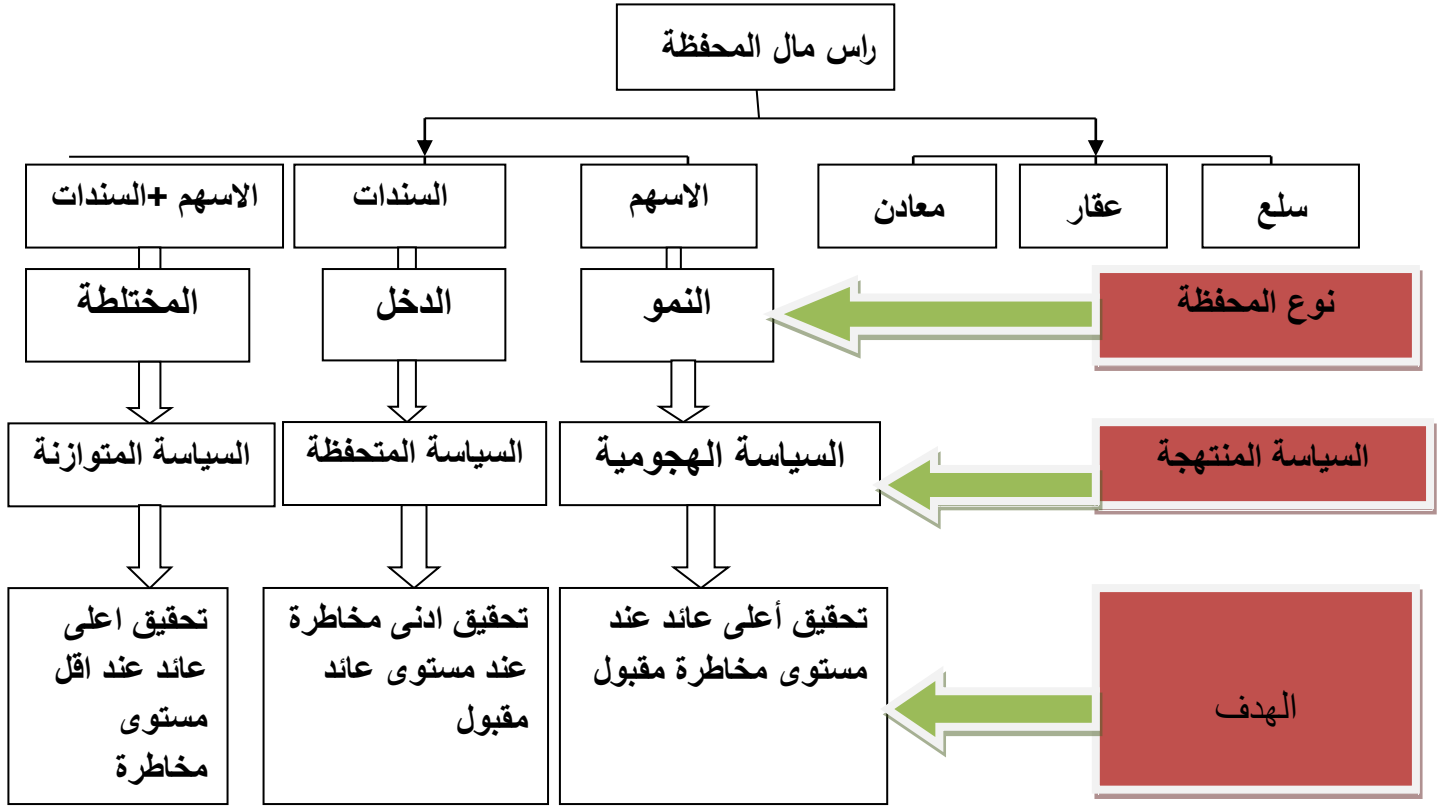 راس مال المحفظة
سلع
عقار
معادن
الاسهم
السندات
الاسهم +السندات
نوع المحفظة
النمو
الدخل
المختلطة
السياسة المنتهجة
السياسة الهجومية
السياسة المتحفظة
السياسة المتوازنة
الهدف
تحقيق أعلى عائد عند
مستوى مخاطرة مقبول
تحقيق ادنى مخاطرة
عند مستوى عائد
مقبول
تحقيق اعلى
عائد عند اقل
مستوى
مخاطرة